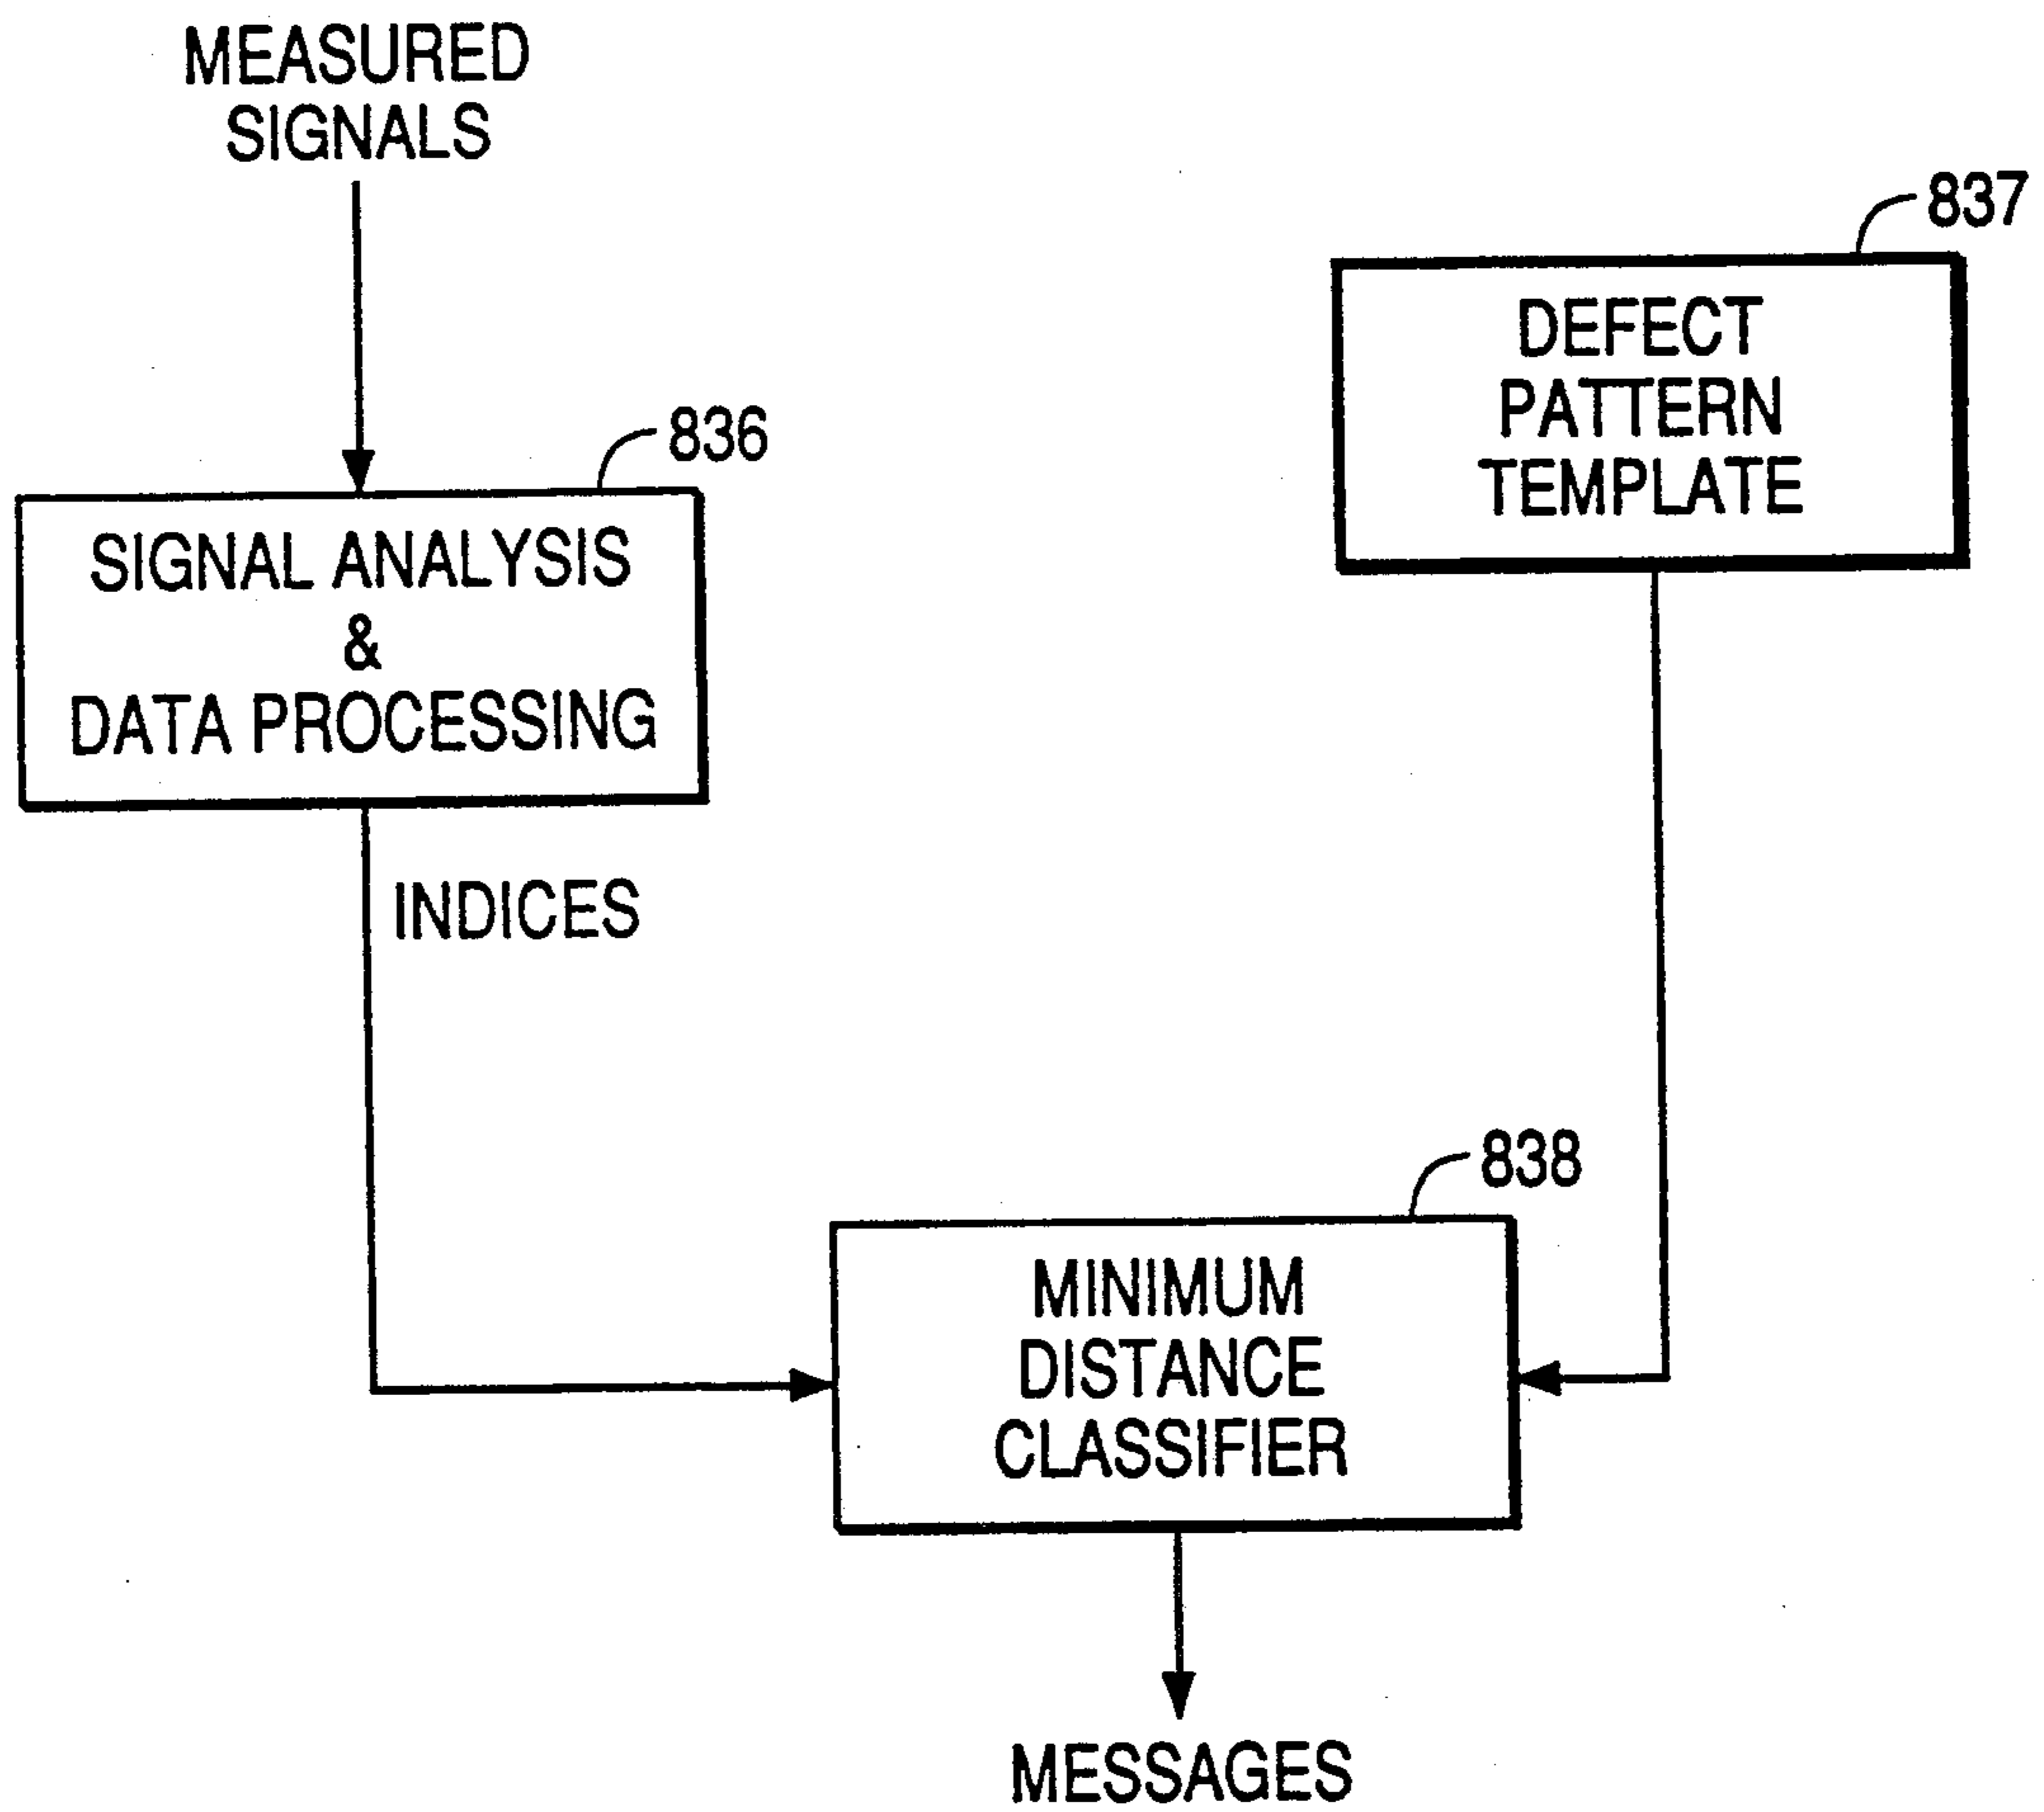 MEASURED
SIGNALS
837
DEFECT
PATTERN
TEMPLATE
836
SIGNAL ANALYSIS
&
DATA PROCESSING
INDICES
838
MINIMUM
DISTANCE
CLASSIFIER
MESSAGES